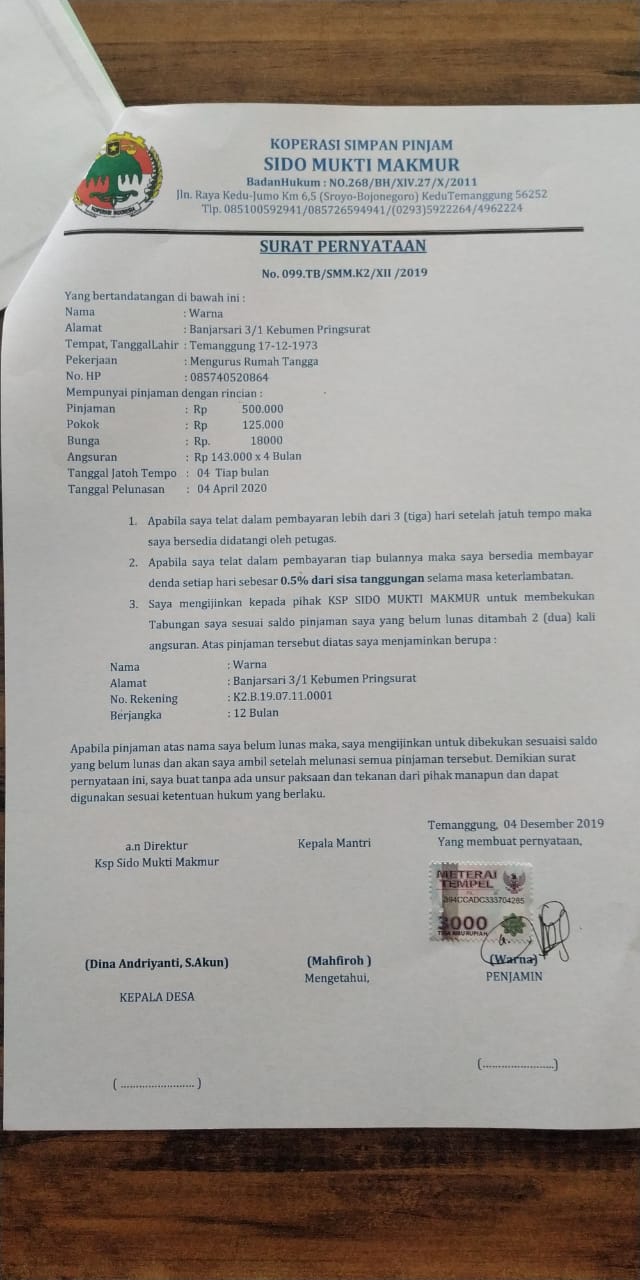 KOPERASI SIMPAN PINJAM
SIDO MUKTI MAKMUR
BadanHukum : NO.268/BH/XIV.27/X/2011
Jln. Raya Kedu-Jumo Km 6,5 (Sroyo-Bojonegoro) KeduTemanggung 56252
Tlp. 085100592941/085726594941/(0293)5922264/4962224
KOPERASI INDONESIA
SURAT PERNYATAAN
No. 099.TB/SMM.K2/XII /2019
Yang bertandatangan di bawah ini :
Nama : Warna
Alamat : Banjarsari 3/1 Kebumen Pringsurat
Tempat, TanggalLahir : Temanggung 17-12-1973
Pekerjaan : Mengurus Rumah Tangga
No. HP : 085740520864
Mempunyai pinjaman dengan rincian :
Pinjaman : Rp 500.000
Pokok : Rp 125.000
Bunga : Rp. 18000
Angsuran : Rp 143.000 x 4 Bulan
Tanggal Jatoh Tempo : 04 Tiap bulan
Tanggal Pelunasan : 04 April 2020
1. Apabila saya telat dalam pembayaran lebih dari 3 (tiga) hari setelah jatuh tempo maka
saya bersedia didatangi oleh petugas.
2. Apabila saya telat dalam pembayaran tiap bulannya maka saya bersedia membayar
denda setiap hari sebesar 0.5% dari sisa tanggungan selama masa keterlambatan.
3. Saya mengijinkan kepada pihak KSP SIDO MUKTI MAKMUR untuk membekukan
Tabungan saya sesuai saldo pinjaman saya yang belum lunas ditambah 2 (dua) kali
angsuran. Atas pinjaman tersebut diatas saya menjaminkan berupa :
Nama : Warna
Alamat : Banjarsari 3/1 Kebumen Pringsurat
No. Rekening : K2.B.19.07.11.0001
Berjangka : 12 Bulan
Apabila pinjaman atas nama saya belum lunas maka, saya mengijinkan untuk dibekukan sesuaisi saldo
yang belum lunas dan akan saya ambil setelah melunasi semua pinjaman tersebut. Demikian surat
pernyataan ini, saya buat tanpa ada unsur paksaan dan tekanan dari pihak manapun dan dapat
digunakan sesuai ketentuan hukum yang berlaku.
Temanggung, 04 Desember 2019
a.n Direktur Kepala Mantri Yang membuat pernyataan,
Ksp Sido Mukti Makmur
METERAI
TEMPEL
394CCADC333704285
3000
TIGA RIBU RUPIAH
(Dina Andriyanti, S.Akun) (Mahfiroh ) (Warna)
Mengetahui, PENJAMIN
KEPALA DESA
(........................)
( ........................ )